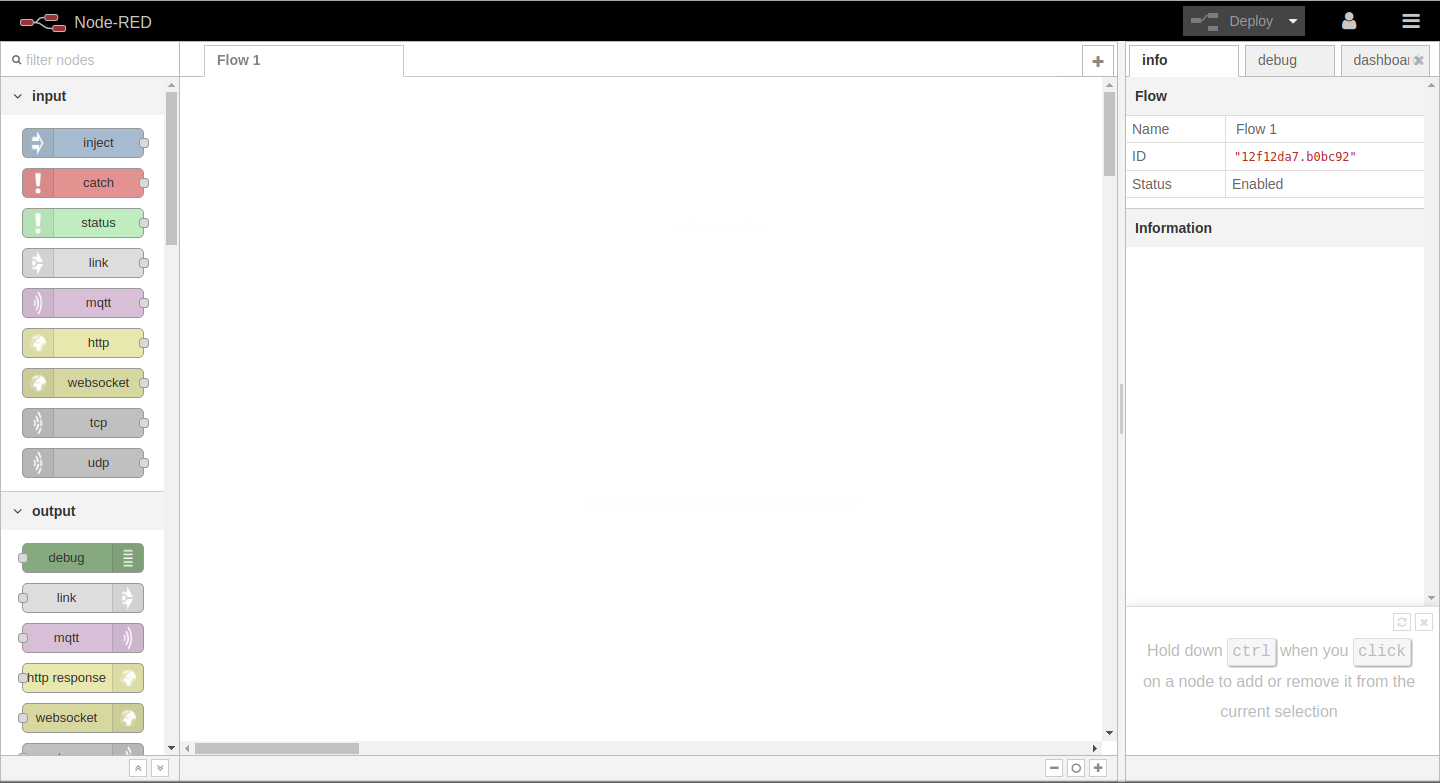 Node-RED
Deploy
filter nodes
Flow 1
info
debug
dashboar
input
inject
catch
status
link
mqtt
http
websocket
tcp
udp
output
debug
link
mqtt
http response
websocket
Flow
Name Flow 1
ID "12f12da7.b0bc92"
Status Enabled
Information
Hold down ctrl when you click
on a node to add or remove it from the
current selection